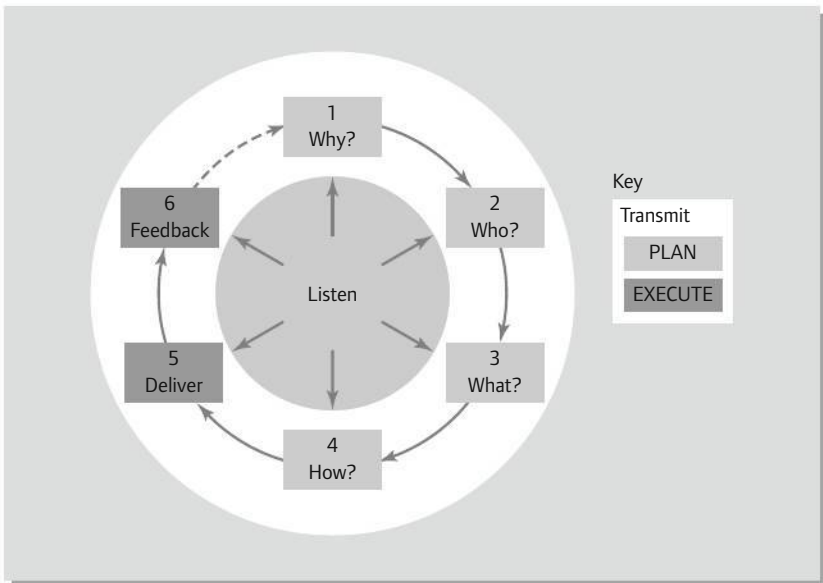 1
Why?
2
Who?
3
What?
4
How?
5
Deliver
6
Feedback
Listen
Key
Transmit
PLAN
EXECUTE